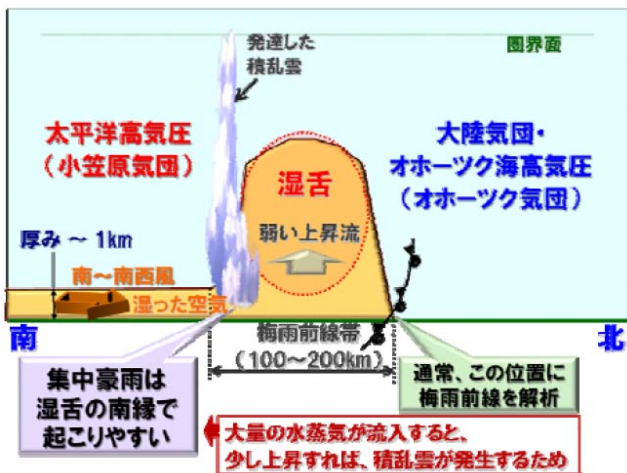 発達した
積乱雲
圏界面
太平洋高気圧
(小笠原気団)
湿舌
大陸気団・
オホーツク海高気圧
(オホーツク気団)
弱い上昇流
厚み ~ 1km
南~南西風
湿った空気
南
梅雨前線帯
(100~200km)
北
集中豪雨は
湿舌の南縁で
起こりやすい
通常、この位置に
梅雨前線を解析
大量の水蒸気が流入すると、
少し上昇すれば、積乱雲が発生するため